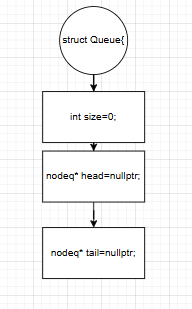 struct Queue{
int size=0;
nodeq* head=nullptr;
nodeq* tail=nullptr;